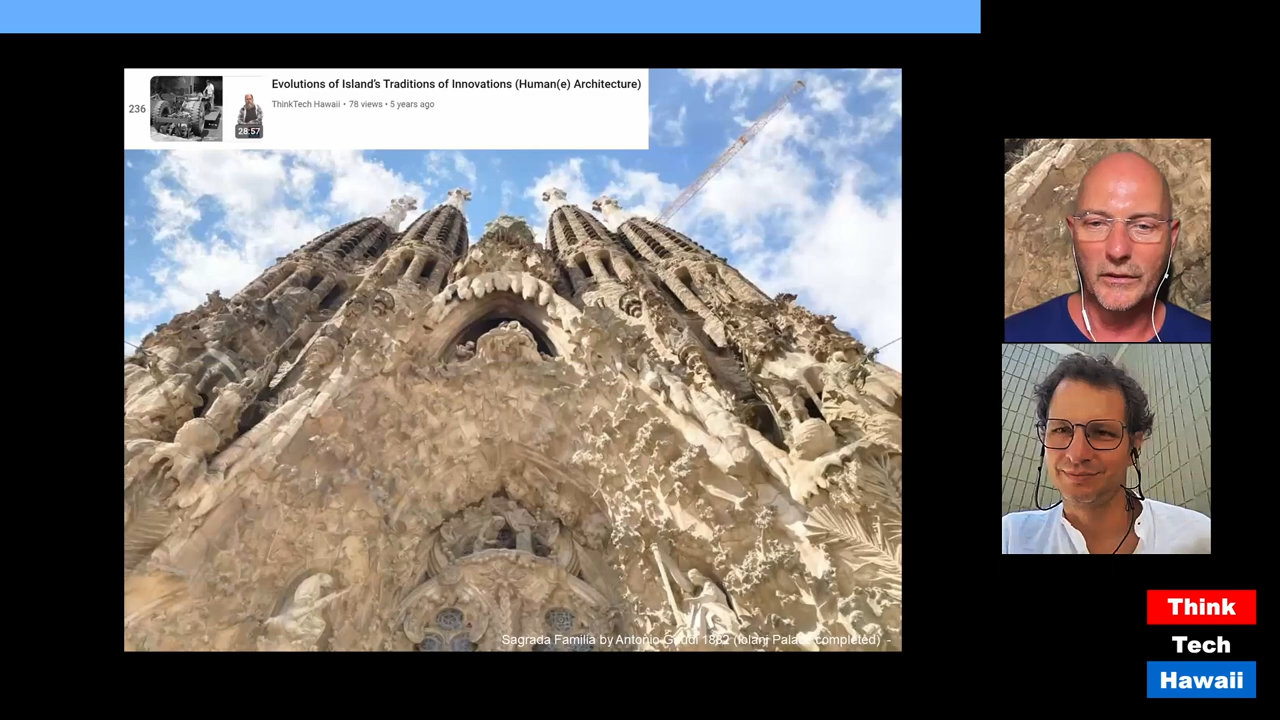 236
28:57
Evolutions of Island's Traditions of Innovations (Human(e) Architecture)
ThinkTech Hawaii • 78 views • 5 years ago
Sagrada Familia by Antonio Gaudi 1882 (Iolani Palace completed) -
Think
Tech
Hawaii